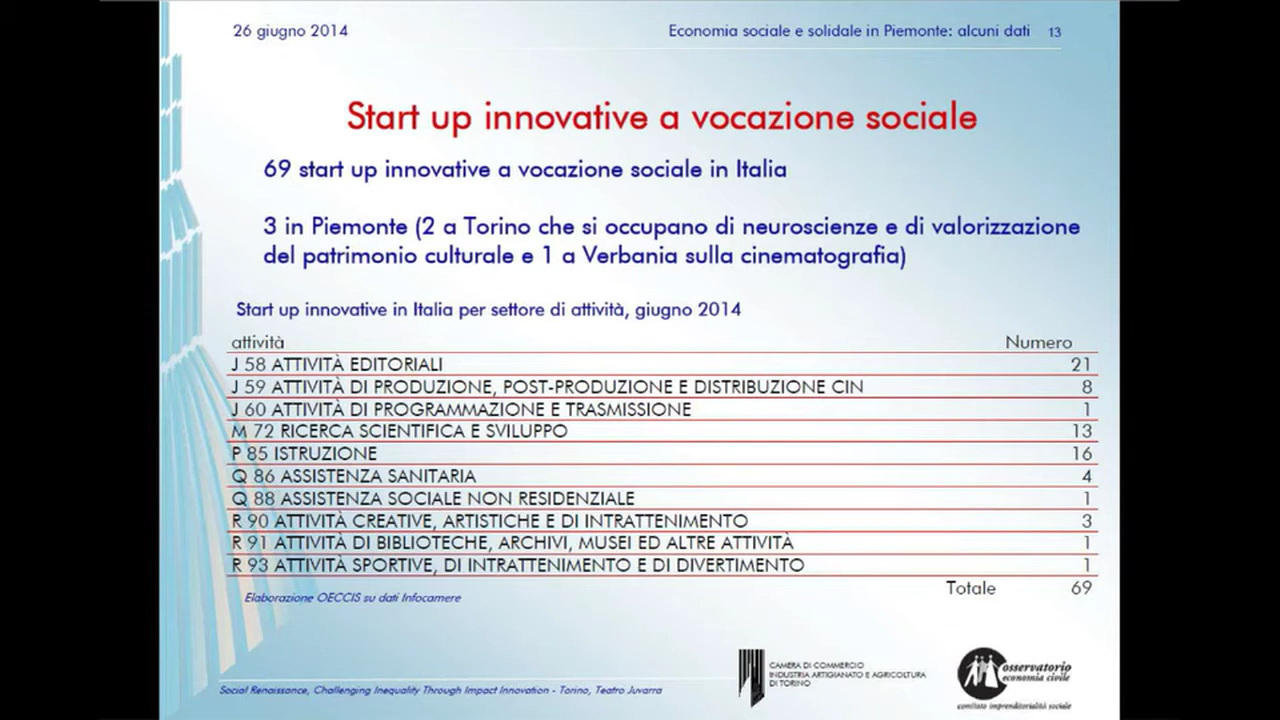 26 giugno 2014
Economia sociale e solidale in Piemonte: alcuni dati 13
Start up innovative a vocazione sociale
69 start up innovative a vocazione sociale in Italia
3 in Piemonte (2 a Torino che si occupano di neuroscienze e di valorizzazione
del patrimonio culturale e 1 a Verbania sulla cinematografia)
Start up innovative in Italia per settore di attività, giugno 2014
attività Numero
J 58 ATTIVITÀ EDITORIALI 21
J 59 ATTIVITÀ DI PRODUZIONE, POST-PRODUZIONE E DISTRIBUZIONE CIN 8
J 60 ATTIVITÀ DI PROGRAMMAZIONE E TRASMISSIONE 1
M 72 RICERCA SCIENTIFICA E SVILUPPO 13
P 85 ISTRUZIONE 16
Q 86 ASSISTENZA SANITARIA 4
Q 88 ASSISTENZA SOCIALE NON RESIDENZIALE 1
R 90 ATTIVITÀ CREATIVE, ARTISTICHE E DI INTRATTENIMENTO 3
R 91 ATTIVITÀ DI BIBLIOTECHE, ARCHIVI, MUSEI ED ALTRE ATTIVITÀ 1
R 93 ATTIVITÀ SPORTIVE, DI INTRATTENIMENTO E DI DIVERTIMENTO 1
Totale 69
Elaborazione OECCIS su dati Infocamere
CAMERA DI COMMERCIO
INDUSTRIA ARTIGIANATO E AGRICOLTURA
DI TORINO
osservatorio
economia civile
comitato imprenditorialità sociale
Social Renaissance, Challenging Inequality Through Impact Innovation - Torino, Teatro Juvarra